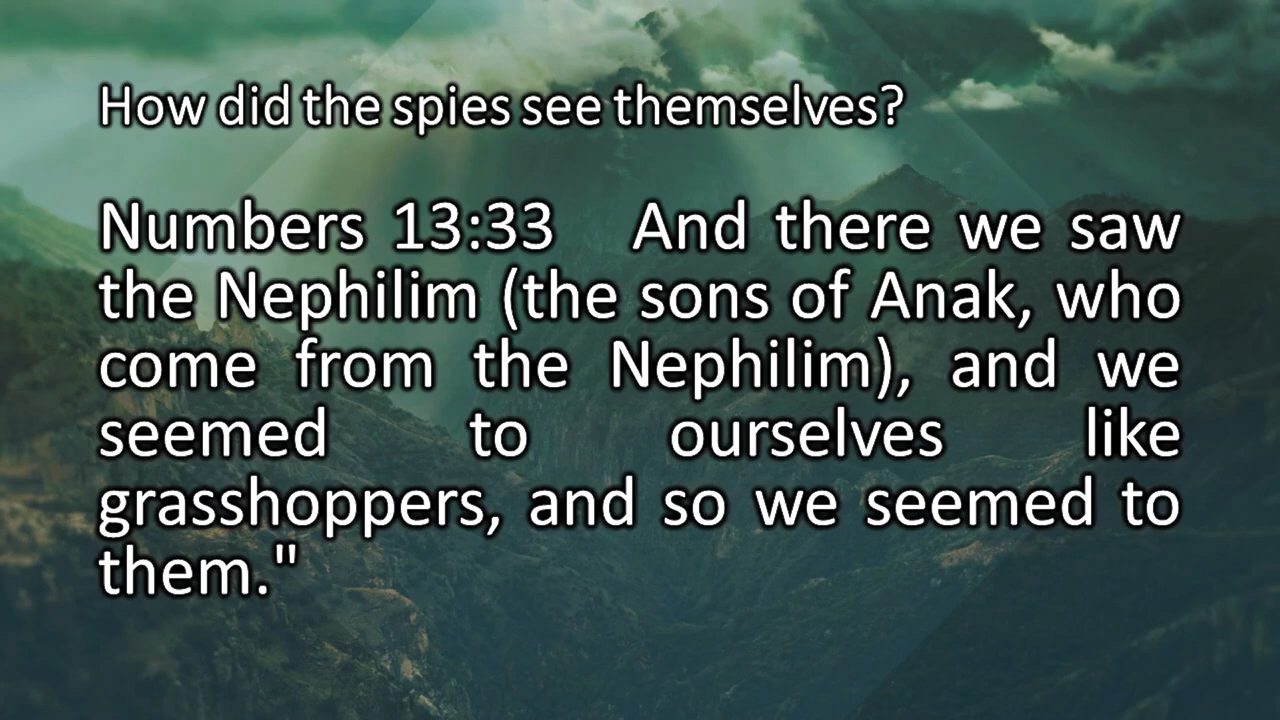 How did the spies see themselves?
Numbers 13:33 And there we saw
the Nephilim (the sons of Anak, who
come from the Nephilim), and we
seemed to ourselves like
grasshoppers, and so we seemed to
them."